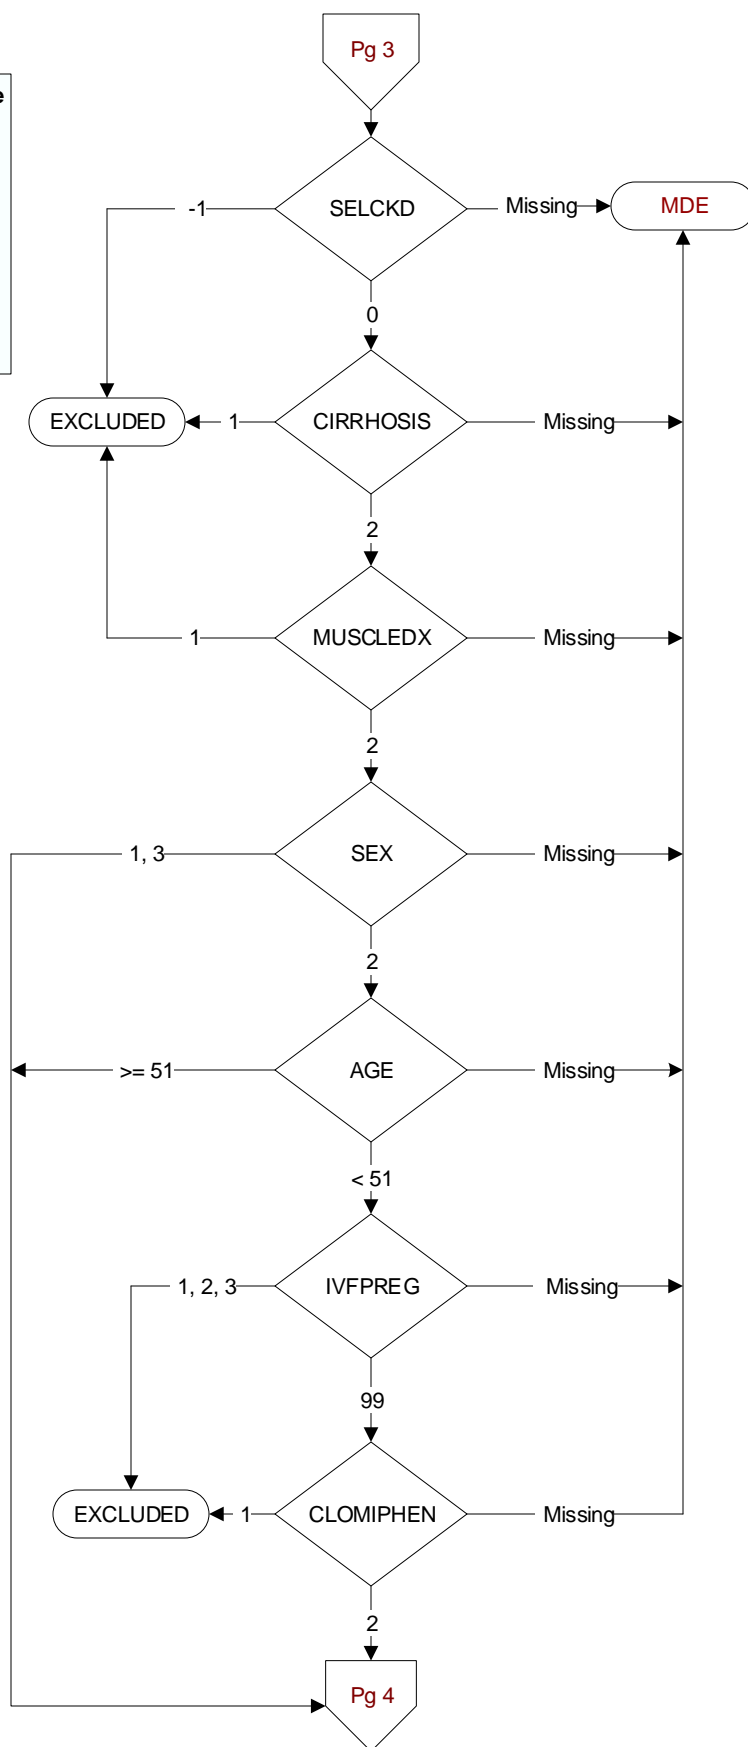 Pg 3
e
SELCKD
-1
Missing
MDE
0
EXCLUDED
1
CIRRHOSIS
Missing
2
1
MUSCLEDX
Missing
2
1, 3
SEX
Missing
2
>= 51
AGE
Missing
< 51
1, 2, 3
IVFPREG
Missing
99
EXCLUDED
1
CLOMIPHEN
Missing
2
Pg 4